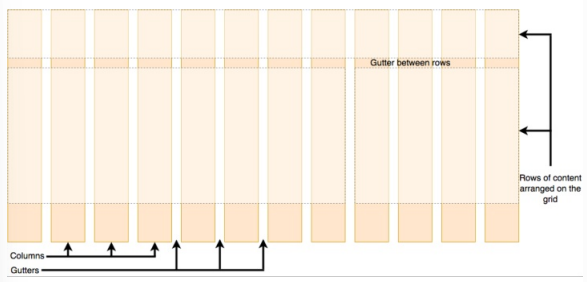 Gutter between rows
Rows of content
arranged on the
grid
Columns
Gutters